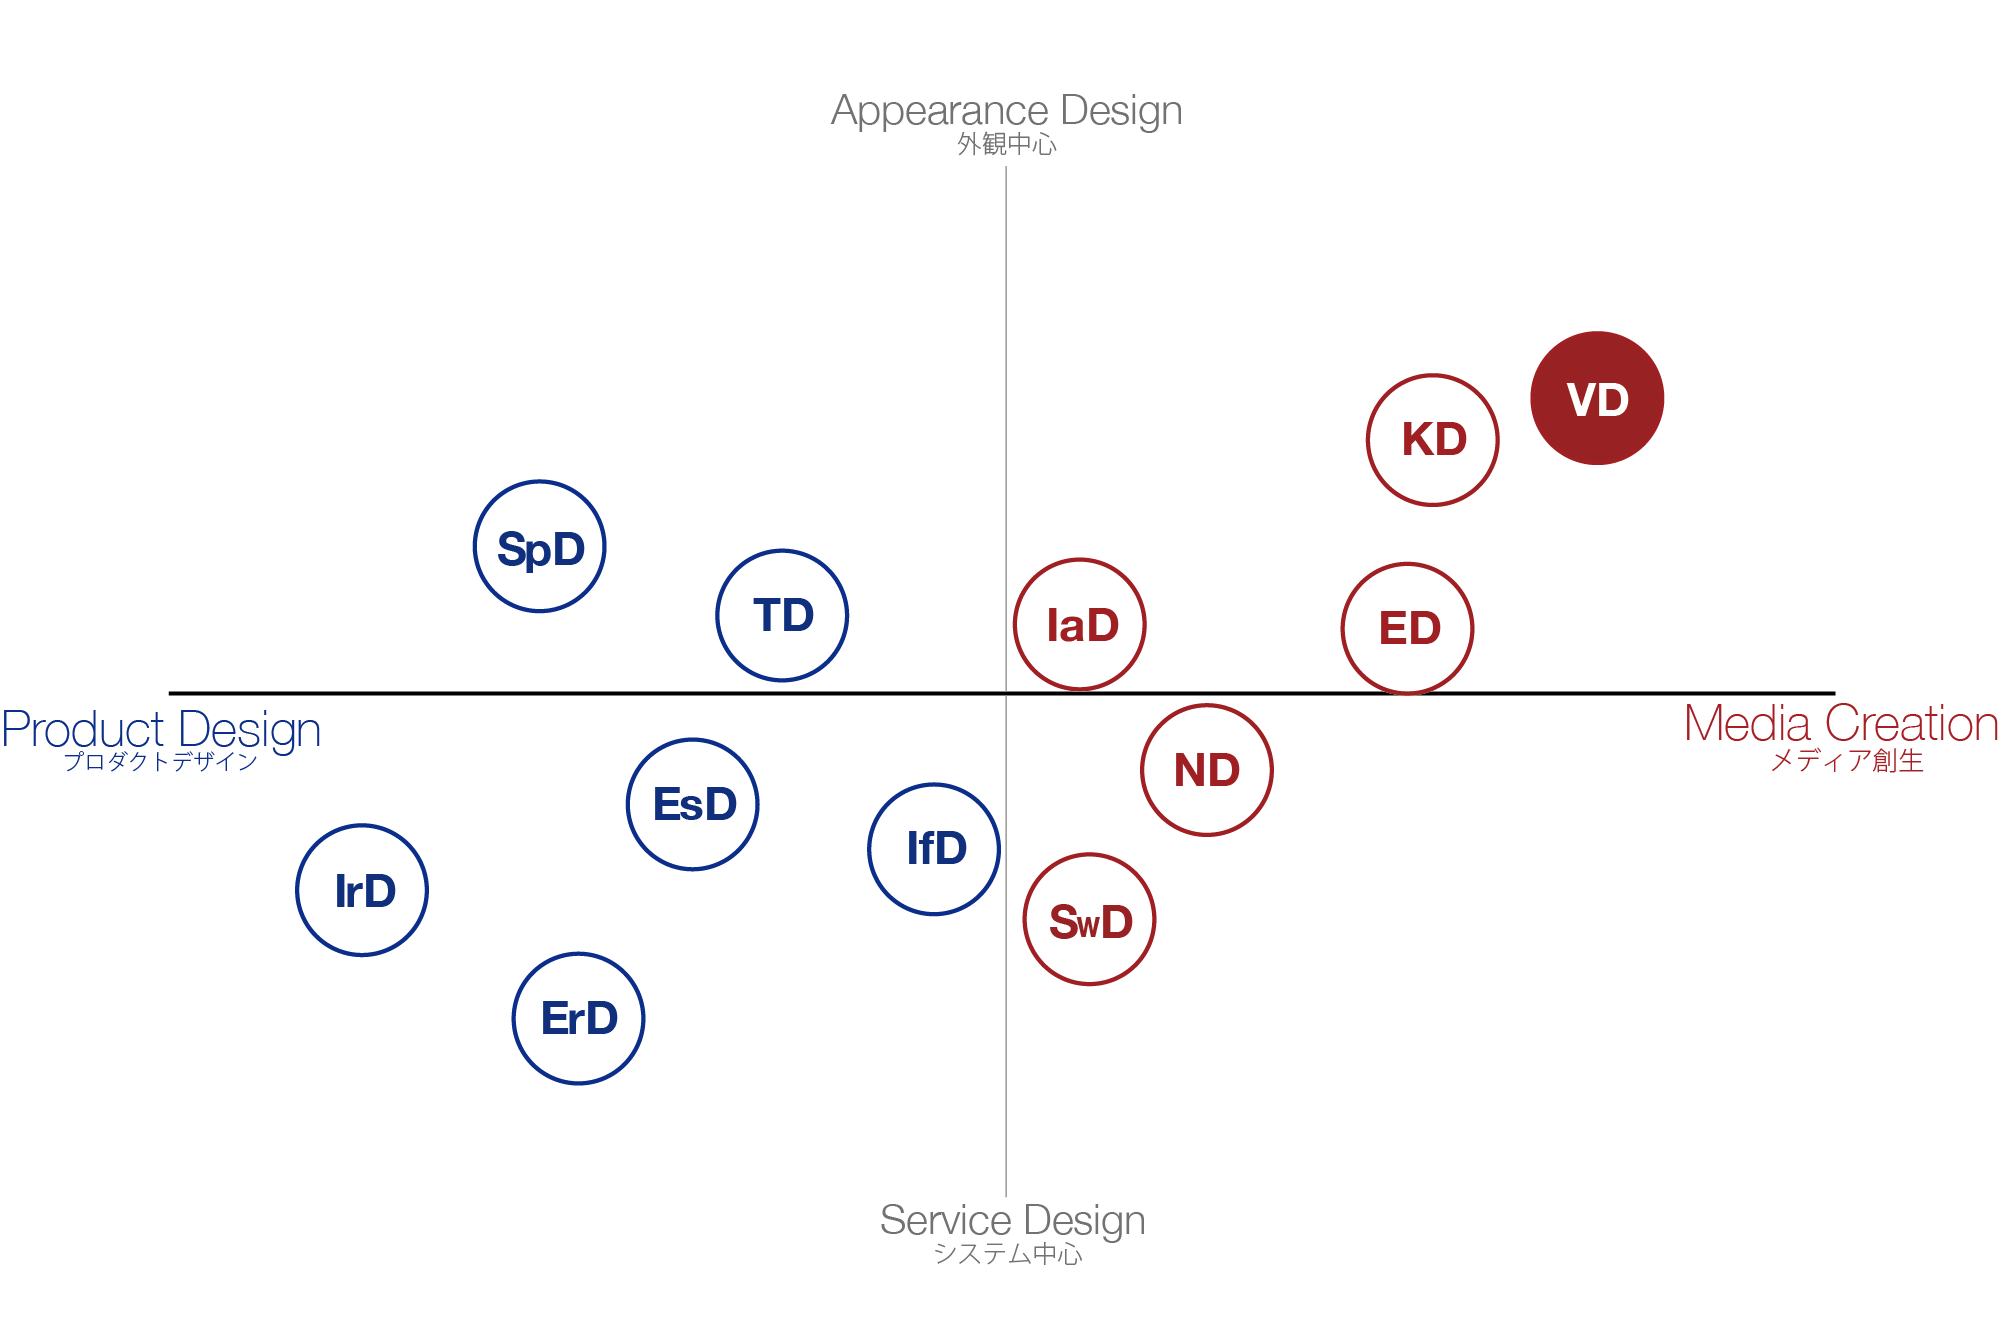 Appearance Design
外観中心
VD
KD
SpD
TD
IaD
ED
Product Design
プロダクトデザイン
Media Creation
メディア創生
ND
EsD
IfD
IrD
SwD
ErD
Service Design
システム中心